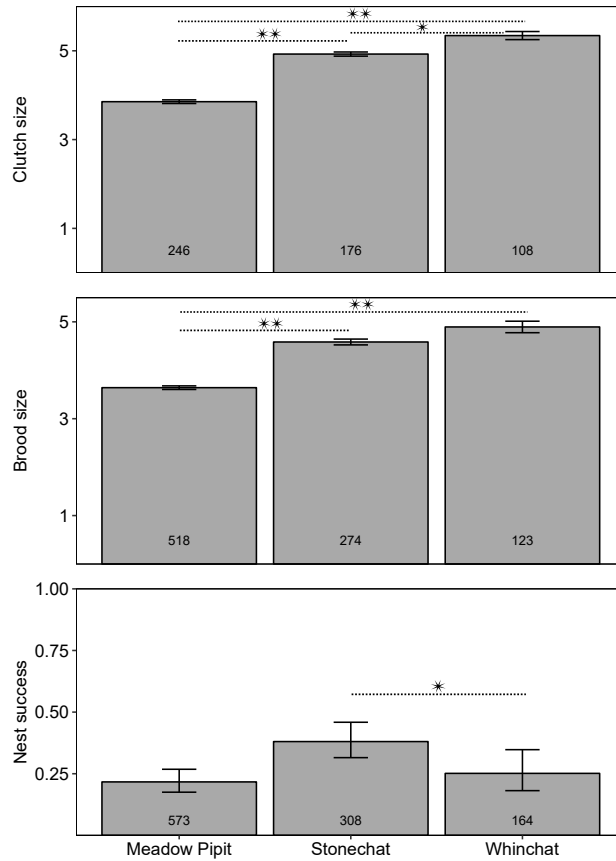 ✴✴
✴✴ ✴
5
3
1
Clutch size
246 176 108
✴✴
✴✴
5
3
1
Brood size
518 274 123
1.00
0.75
✴
0.50
0.25
Nest success
573 308 164
Meadow Pipit Stonechat Whinchat